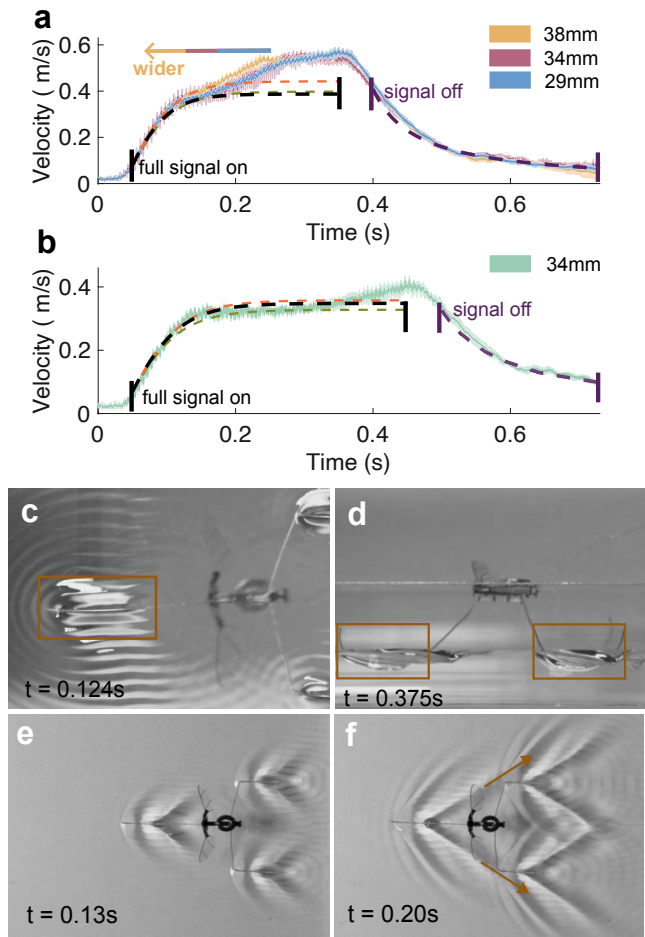 a
38mm
34mm
29mm
wider
signal off
full signal on
Velocity ( m/s)
0.6
0.4
0.2
0
0 0.2 0.4 0.6
Time (s)
b
34mm
signal off
full signal on
Velocity ( m/s)
0.4
0.2
0
0 0.2 0.4 0.6
Time (s)
c
t = 0.124s
d
t = 0.375s
e
t = 0.13s
f
t = 0.20s